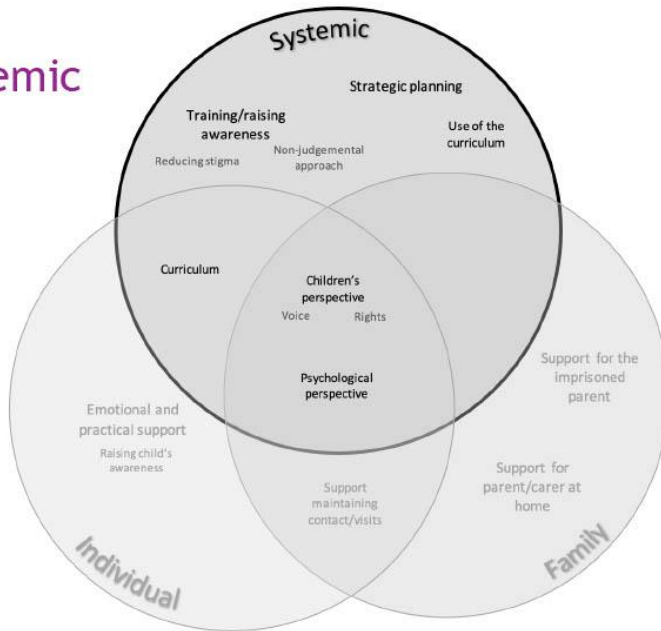 emic
Systemic
Strategic planning
Training/raising
awareness
Use of the
curriculum
Reducing stigma
Non-judgemental
approach
Curriculum
Children's
perspective
Voice
Rights
Psychological
perspective
Support for the
imprisoned
parent
Emotional and
practical support
Raising child's
awareness
Support
maintaining
contact/visits
Support for
parent/carer at
home
Individual
Family